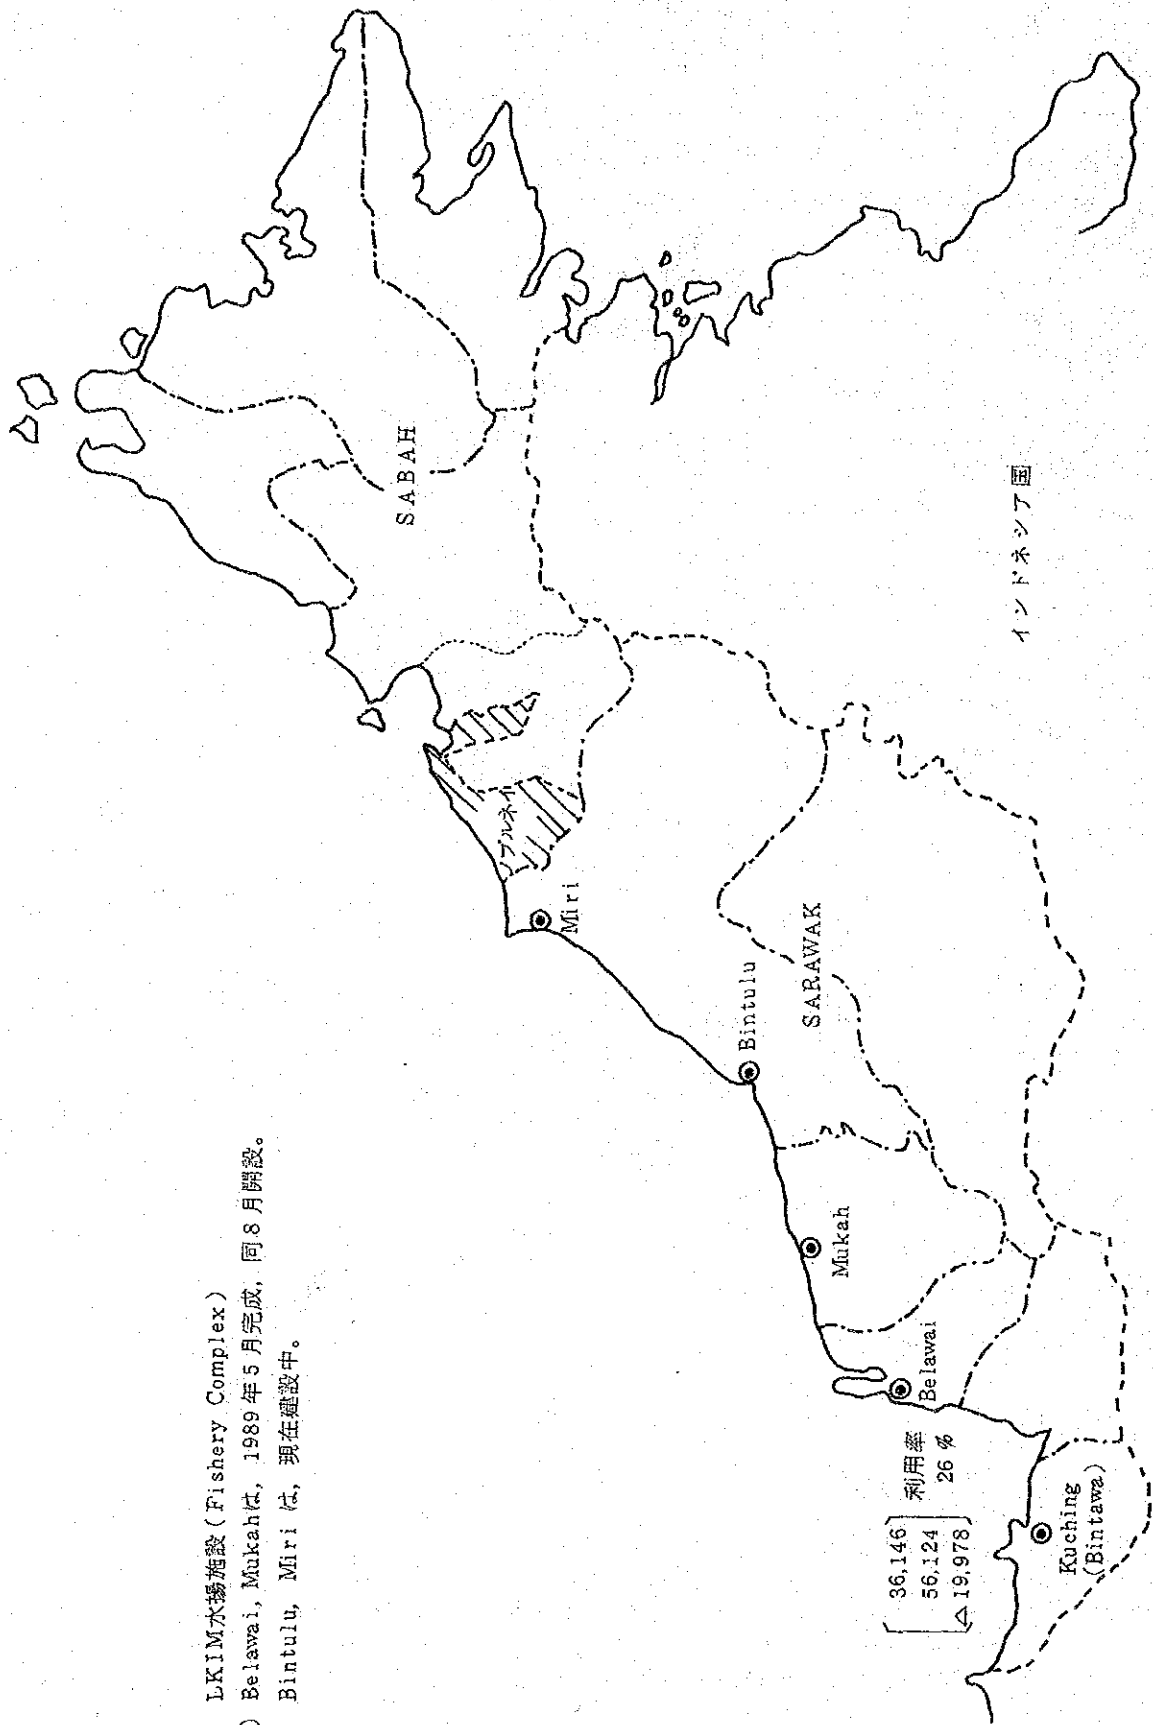 LKIM水揚施設 (Fishery Complex)
) Belawai, Mukahは, 1989年5月完成, 同8月開設。
Bintulu, Miri は, 現在建設中。
SABAH
ブルネイ
Miri
インドネシア国
Bintulu
SARAWAK
Mukah
Belawai
36,146
56,124
△19,978
利用率
26 %
Kuching
(Bintawa)